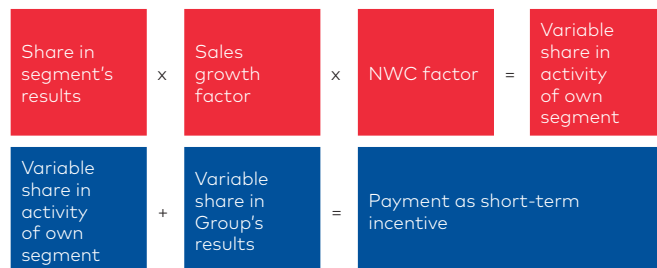 Share in
segment's
results
x
Sales
growth
factor
x
NWC factor
=
Variable
share in
activity
of own
segment
Variable
share in
activity
of own
segment
+
Variable
share in
Group's
results
=
Payment as short-term
incentive